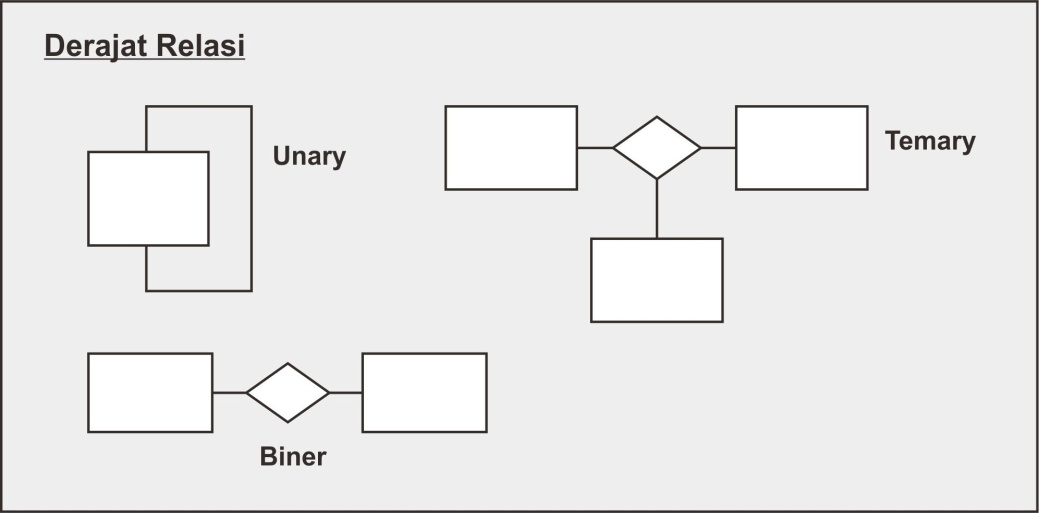 Derajat Relasi
Unary
Temary
Biner